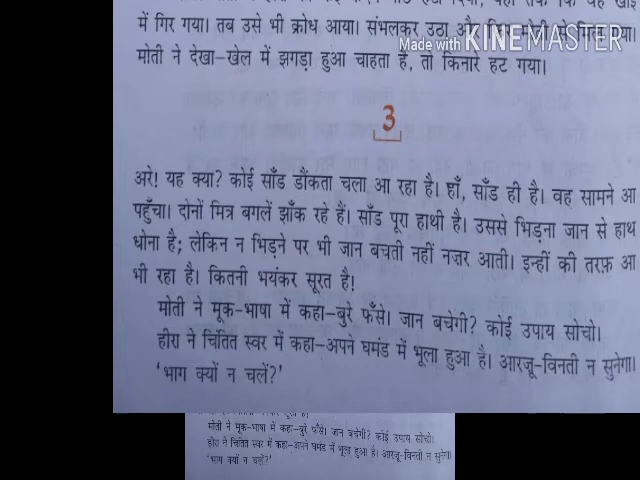 में गिर गया। तब उसे भी क्रोध आया। संभलकर उठा और
मोती ने देखा-खेल में झगड़ा हुआ चाहता है, तो किनारे हट गया।
Made with KINEMASTER
3
अरे! यह क्या? कोई साँड डौंकता चला आ रहा है। हाँ, साँड ही है। वह सामने आ
पहुँचा। दोनों मित्र बगलें झाँक रहे हैं। साँड पूरा हाथी है। उससे भिड़ना जान से हाथ
धोना है; लेकिन न भिड़ने पर भी जान बचती नहीं नज़र आती। इन्हीं की तरफ़ आ
भी रहा है। कितनी भयंकर सूरत है!
मोती ने मूक-भाषा में कहा-बुरे फँसे। जान बचेगी? कोई उपाय सोचो।
हीरा ने चिंतित स्वर में कहा-अपने घमंड में भूला हुआ है। आरज़ू-विनती न सुनेगा।
'भाग क्यों न चलें?'
मोती ने मूक-भाषा में कहा-बुरे फँसे। जान बचेगी? कोई उपाय सोचो।
हीरा ने चिंतित स्वर में कहा-अपने घमंड में भूला हुआ है। आरज़ू-विनती न सुनेगा।
'भाग क्यों न चलें?'